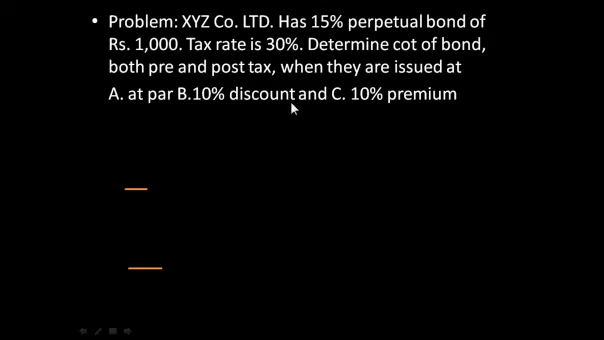 • Problem: XYZ Co. LTD. Has 15% perpetual bond of
Rs. 1,000. Tax rate is 30%. Determine cot of bond,
both pre and post tax, when they are issued at
A. at par B.10% discount and C. 10% premium